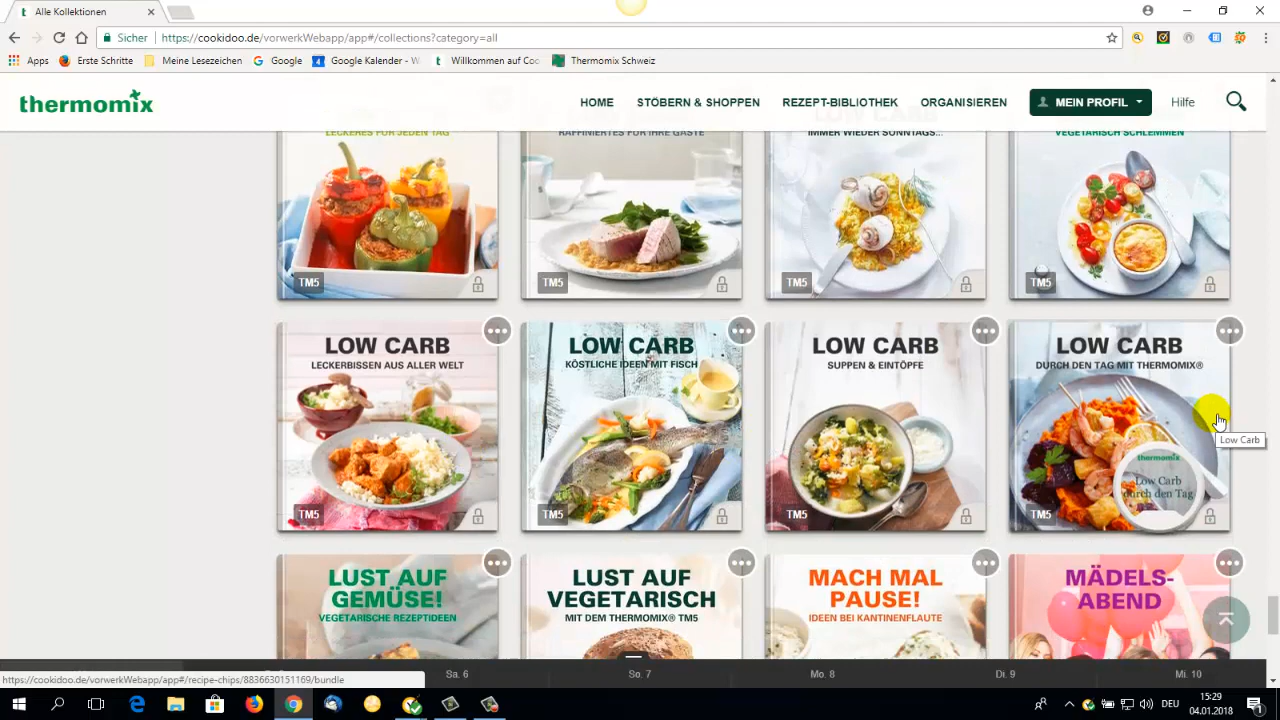 Alle Kollektionen
Sicher
https://cookidoo.de/vorwerkWebapp/app#/collections?category=all
Apps
Erste Schritte
Meine Lesezeichen
Google
Google Kalender - W
Willkommen auf Coo
Thermomix Schweiz
thermomix
HOME
STÖBERN & SHOPPEN
REZEPT-BIBLIOTHEK
ORGANISIEREN
MEIN PROFIL
Hilfe
LECKERES FÜR JEDEN TAG
RAFFINIERTES FÜR IHRE GÄSTE
IMMER WIEDER SONNTAGS...
VEGETARISCH SCHLEMMEN
TM5
TM5
TM5
TM5
LOW CARB
LECKERBISSEN AUS ALLER WELT
TM5
LOW CARB
KÖSTLICHE IDEEN MIT FISCH
TM5
LOW CARB
SUPPEN & EINTÖPFE
TM5
LOW CARB
DURCH DEN TAG MIT THERMOMIX®
thermomix
Low Carb
durch den Tag
TM5
Low Carb
LUST AUF
GEMÜSE!
VEGETARISCHE REZEPTIDEEN
LUST AUF
VEGETARISCH
MIT DEM THERMOMIX® TM5
MACH MAL
PAUSE!
IDEEN BEI KANTINENFLAUTE
MÄDELS-
ABEND
Sa. 6
So. 7
Mo. 8
Di. 9
Mi. 10
https://cookidoo.de/vorwerkWebapp/app#/recipe-chips/8836630151169/bundle
DEU
15:29
04.01.2018